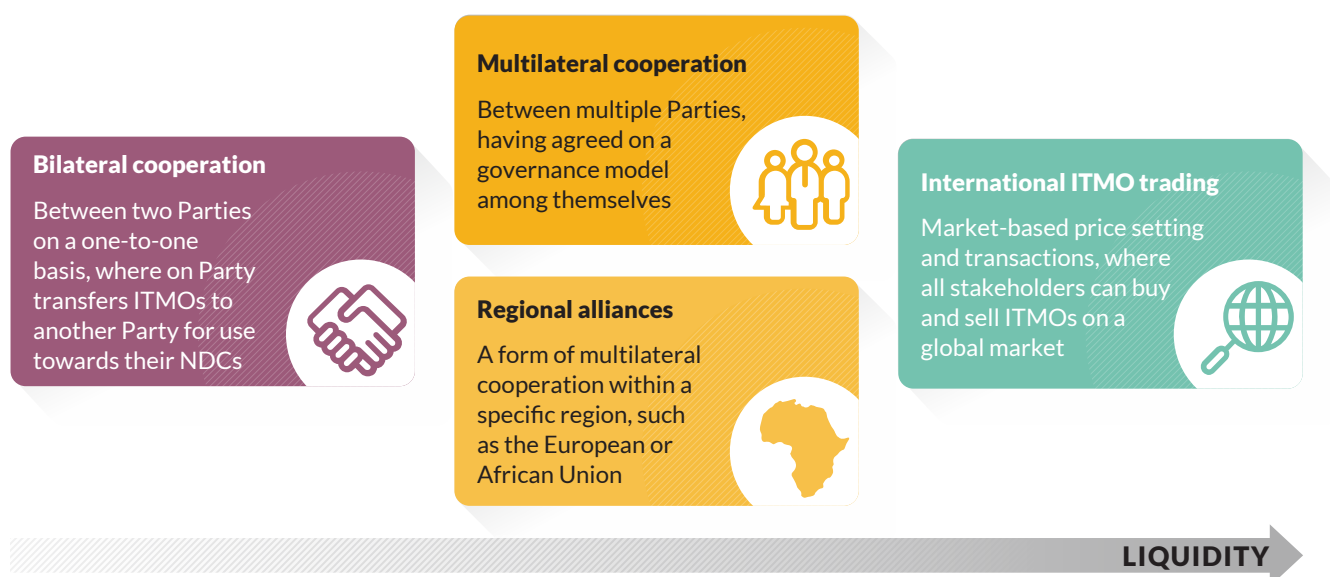 Bilateral cooperation
Between two Parties
on a one-to-one
basis, where on Party
transfers ITMOs to
another Party for use
towards their NDCs
Multilateral cooperation
Between multiple Parties,
having agreed on a
governance model
among themselves
Regional alliances
A form of multilateral
cooperation within a
specific region, such
as the European or
African Union
International ITMO trading
Market-based price setting
and transactions, where
all stakeholders can buy
and sell ITMOs on a
global market
LIQUIDITY